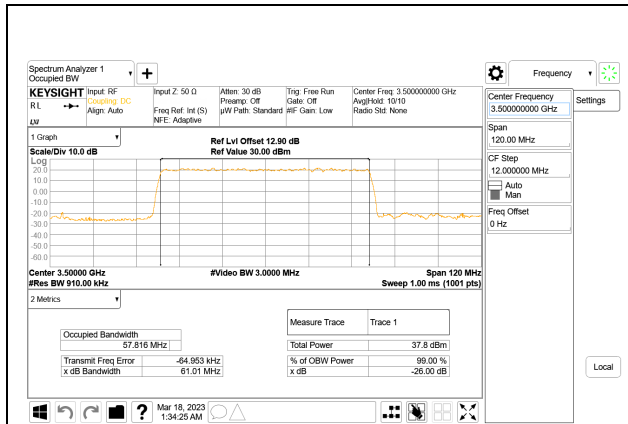 Spectrum Analyzer 1
Occupied BW
+
Frequency
KEYSIGHT
RL
LXI
Input: RF
Coupling: DC
Align: Auto
Input Z: 50 Ω
Freq Ref: Int (S)
NFE: Adaptive
Atten: 30 dB
Preamp: Off
µW Path: Standard
Trig: Free Run
Gate: Off
#IF Gain: Low
Center Freq: 3.500000000 GHz
Avg|Hold: 10/10
Radio Std: None
Center Frequency
3.500000000 GHz
Settings
Span
120.00 MHz
CF Step
12.000000 MHz
Auto
Man
Freq Offset
0 Hz
Local
1 Graph
Scale/Div 10.0 dB
Ref Lvl Offset 12.90 dB
Ref Value 30.00 dBm
Log
20.0
10.0
0.00
-10.0
-20.0
-30.0
-40.0
-50.0
-60.0
Center 3.50000 GHz
#Video BW 3.0000 MHz
Span 120 MHz
#Res BW 910.00 kHz
Sweep 1.00 ms (1001 pts)
2 Metrics
Measure Trace Trace 1
Occupied Bandwidth
57.816 MHz
Total Power 37.8 dBm
Transmit Freq Error -64.953 kHz
% of OBW Power 99.00 %
x dB Bandwidth 61.01 MHz
x dB -26.00 dB
?
Mar 18, 2023
1:34:25 AM